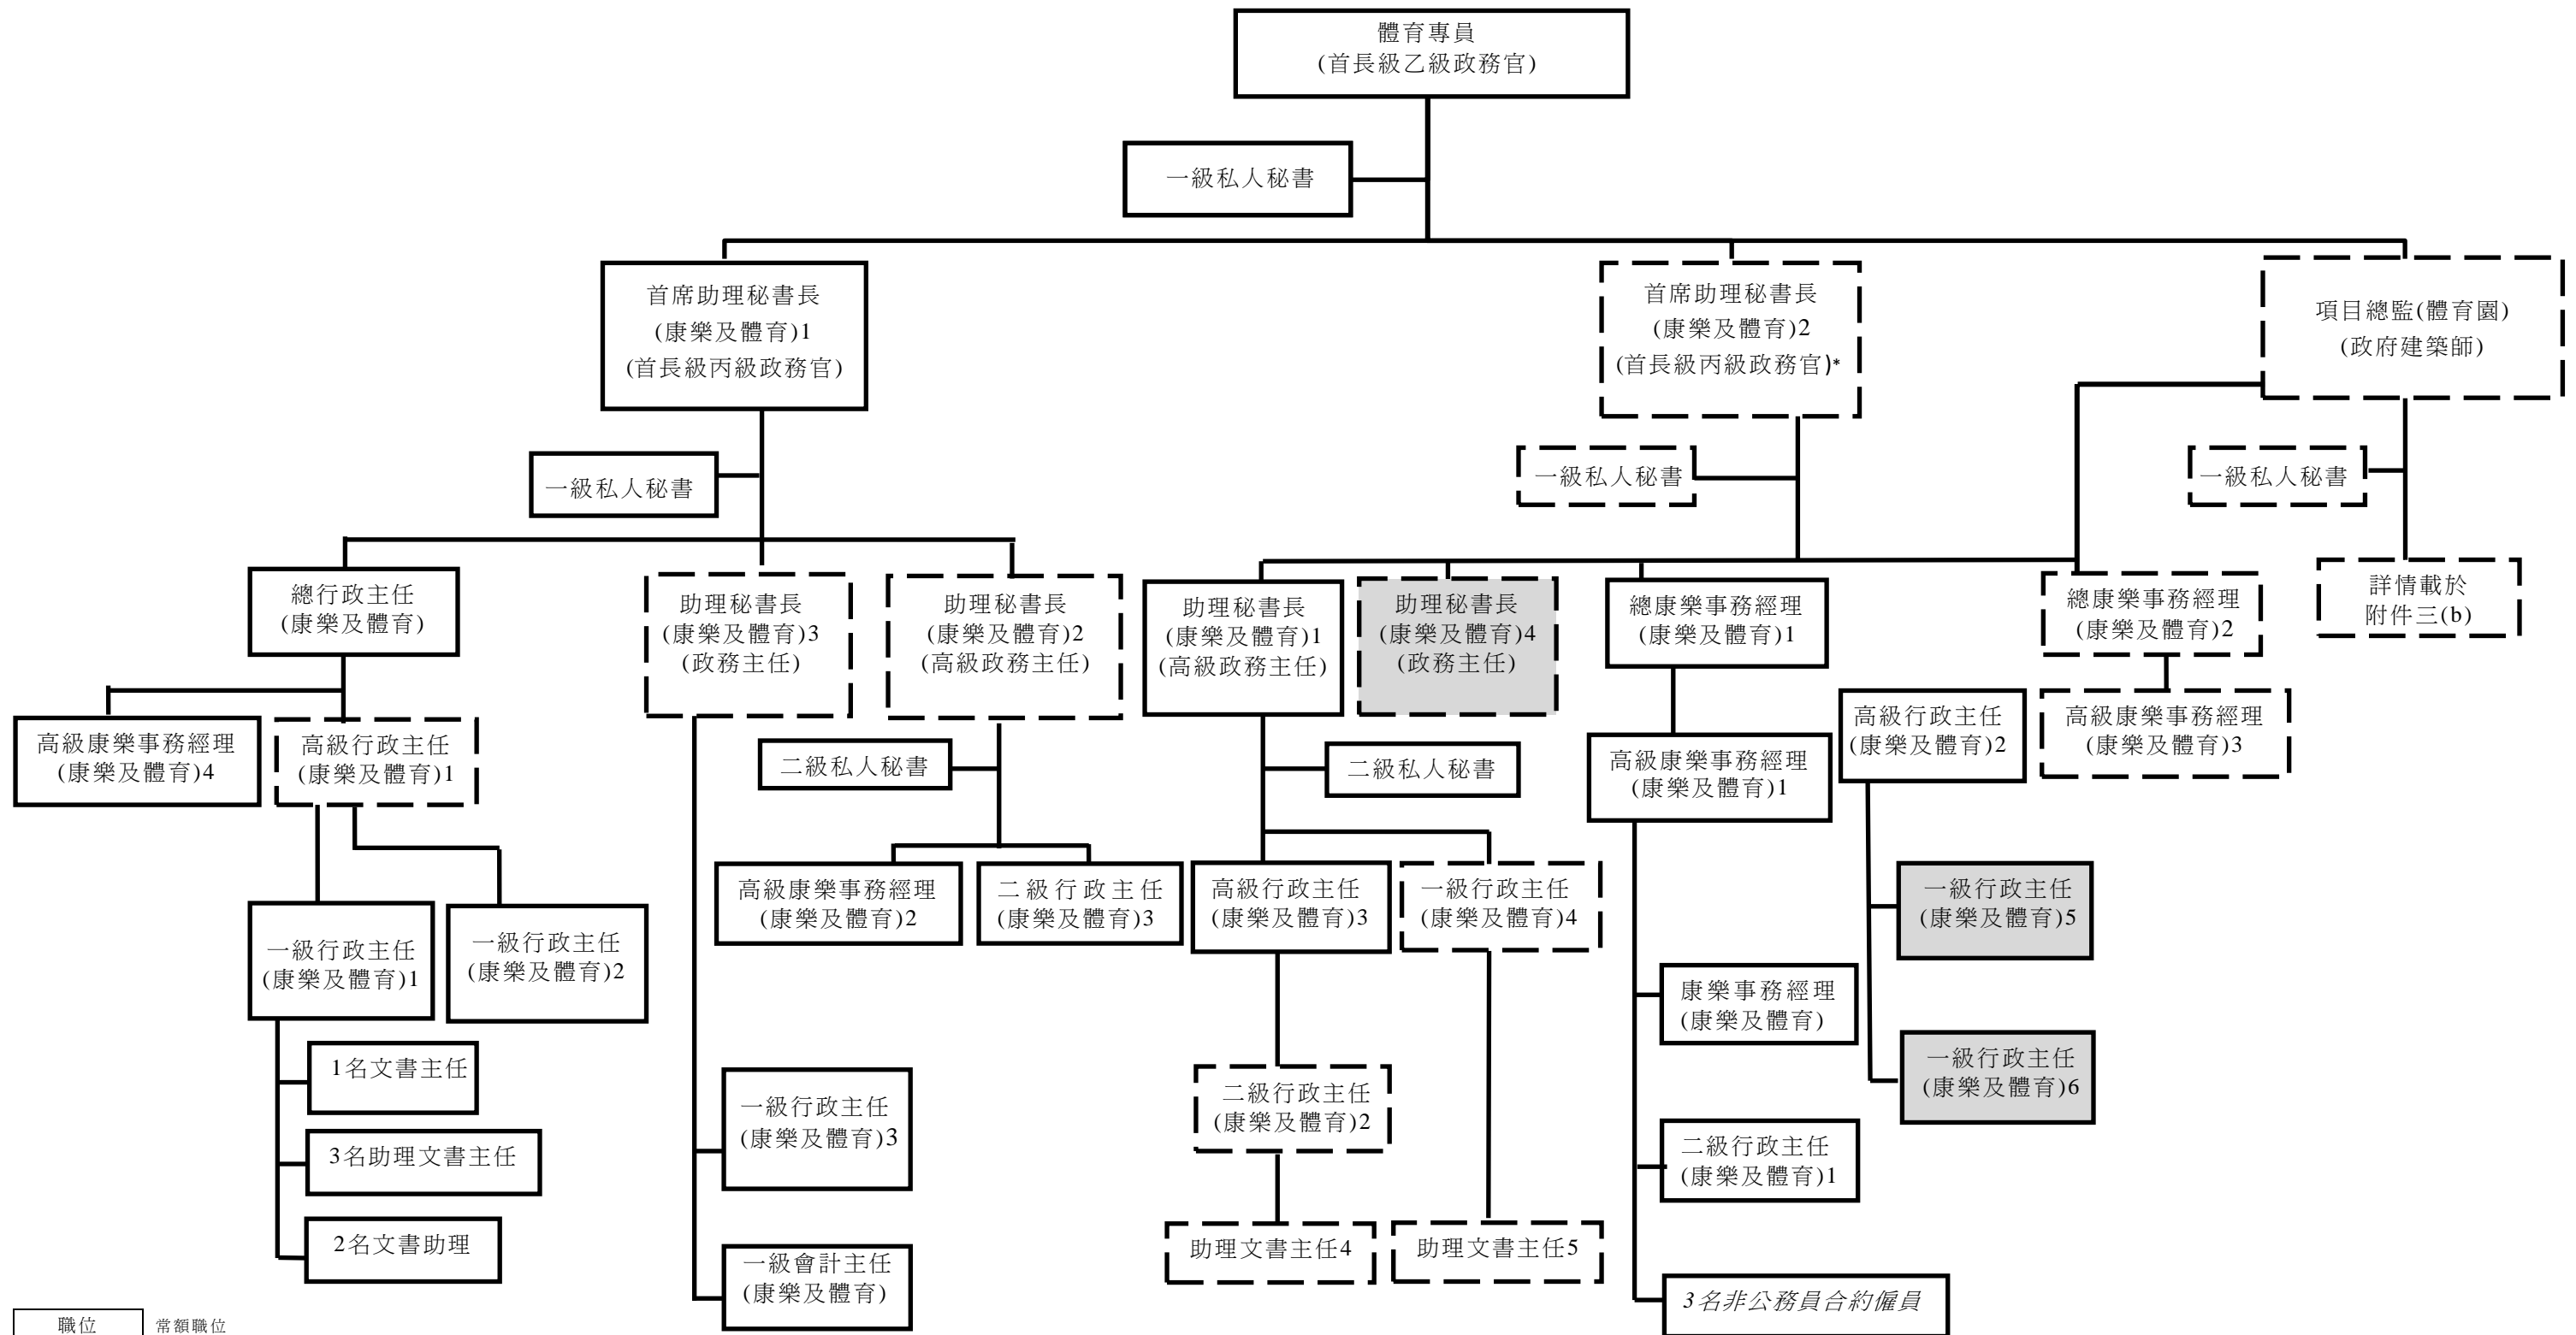 體育專員
(首長級乙級政務官)
一級私人秘書
首席助理秘書長
(康樂及體育)1
(首長級丙級政務官)
首席助理秘書長
(康樂及體育)2
(首長級丙級政務官)*
項目總監(體育園)
(政府建築師)
一級私人秘書
一級私人秘書
一級私人秘書
總行政主任
(康樂及體育)
助理秘書長
(康樂及體育)3
(政務主任)
助理秘書長
(康樂及體育)2
(高級政務主任)
助理秘書長
(康樂及體育)1
(高級政務主任)
助理秘書長
(康樂及體育)4
(政務主任)
總康樂事務經理
(康樂及體育)1
總康樂事務經理
(康樂及體育)2
詳情載於
附件三(b)
高級康樂事務經理
(康樂及體育)4
高級行政主任
(康樂及體育)1
二級私人秘書
二級私人秘書
高級康樂事務經理
(康樂及體育)1
高級行政主任
(康樂及體育)2
高級康樂事務經理
(康樂及體育)3
高級康樂事務經理
(康樂及體育)2
二級行政主任
(康樂及體育)3
高級行政主任
(康樂及體育)3
一級行政主任
(康樂及體育)4
一級行政主任
(康樂及體育)5
一級行政主任
(康樂及體育)1
一級行政主任
(康樂及體育)2
康樂事務經理
(康樂及體育)
一級行政主任
(康樂及體育)6
1名文書主任
3名助理文書主任
2名文書助理
一級行政主任
(康樂及體育)3
二級行政主任
(康樂及體育)2
二級行政主任
(康樂及體育)1
一級會計主任
(康樂及體育)
助理文書主任4
助理文書主任5
3名非公務員合約僱員
職位
常額職位